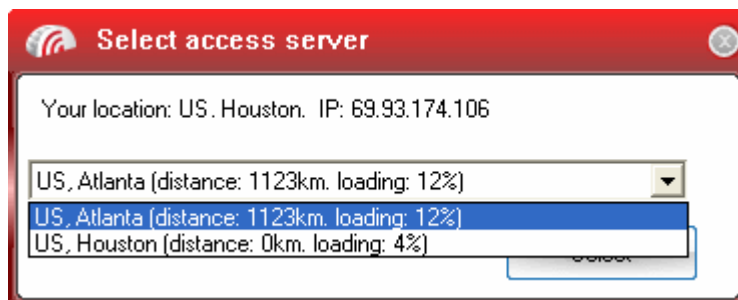 Select access server
Your location: US. Houston. IP: 69.93.174.106
US, Atlanta (distance: 1123km. loading: 12%)
US, Atlanta (distance: 1123km. loading: 12%)
US, Houston (distance: 0km. loading: 4%)